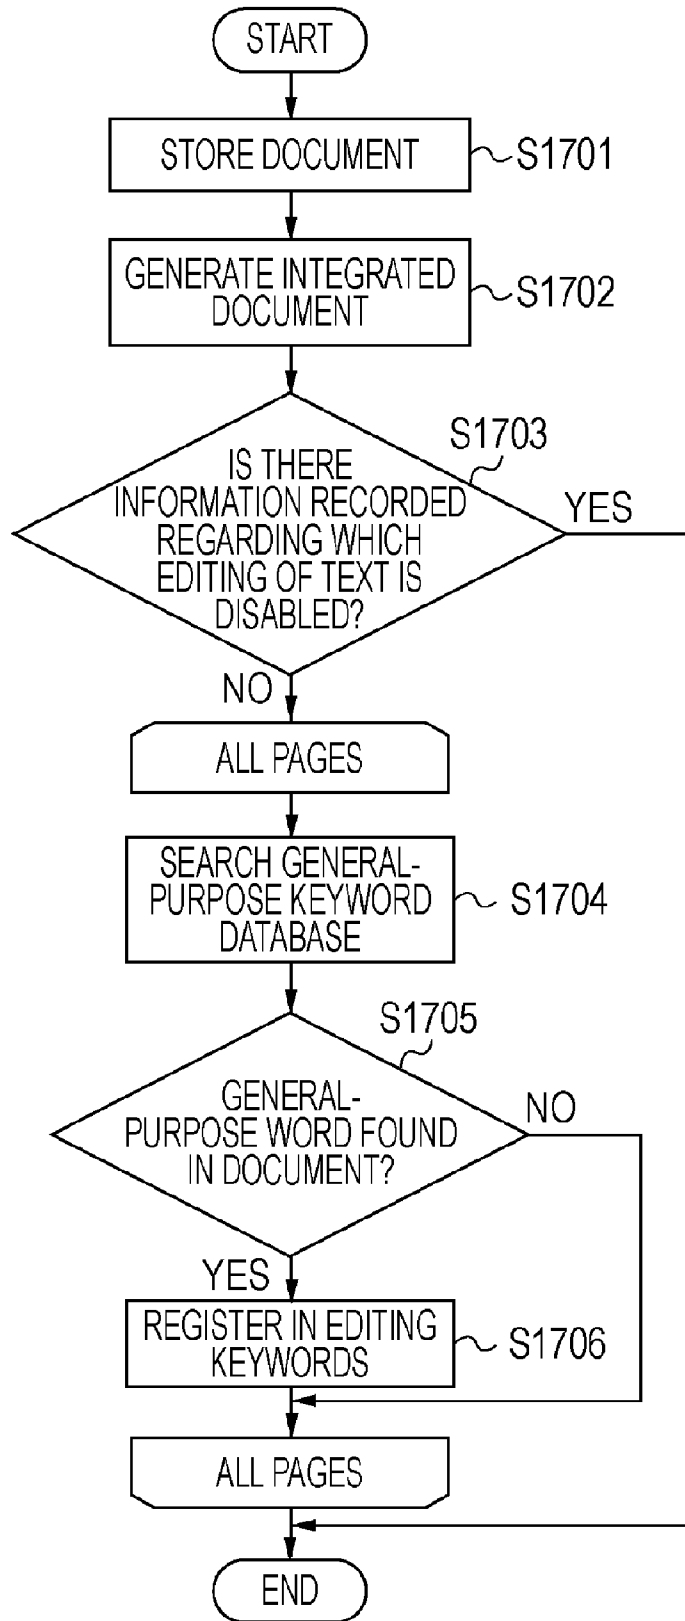 START
STORE DOCUMENT
S1701
GENERATE INTEGRATED
DOCUMENT
S1702
S1703
IS THERE
INFORMATION RECORDED
REGARDING WHICH
EDITING OF TEXT IS
DISABLED?
YES
NO
ALL PAGES
SEARCH GENERAL-
PURPOSE KEYWORD
DATABASE
S1704
S1705
GENERAL-
PURPOSE WORD FOUND
IN DOCUMENT?
NO
YES
REGISTER IN EDITING
KEYWORDS
S1706
ALL PAGES
END